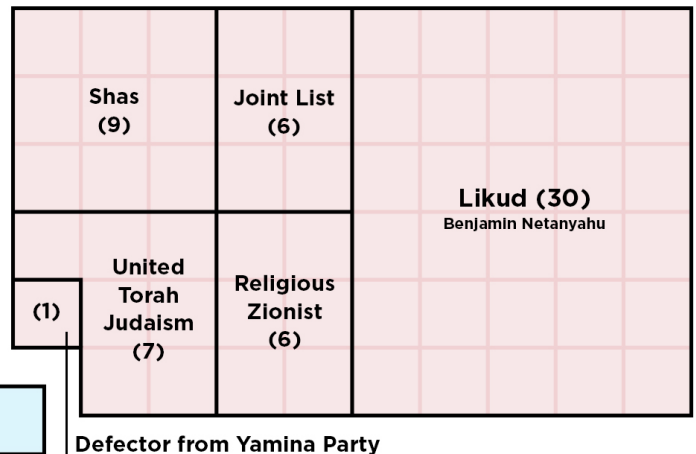 Shas
(9)
Joint List
(6)
Likud (30)
Benjamin Netanyahu
United
Torah
Judaism
(7)
Religious
Zionist
(6)
(1)
Defector from Yamina Party